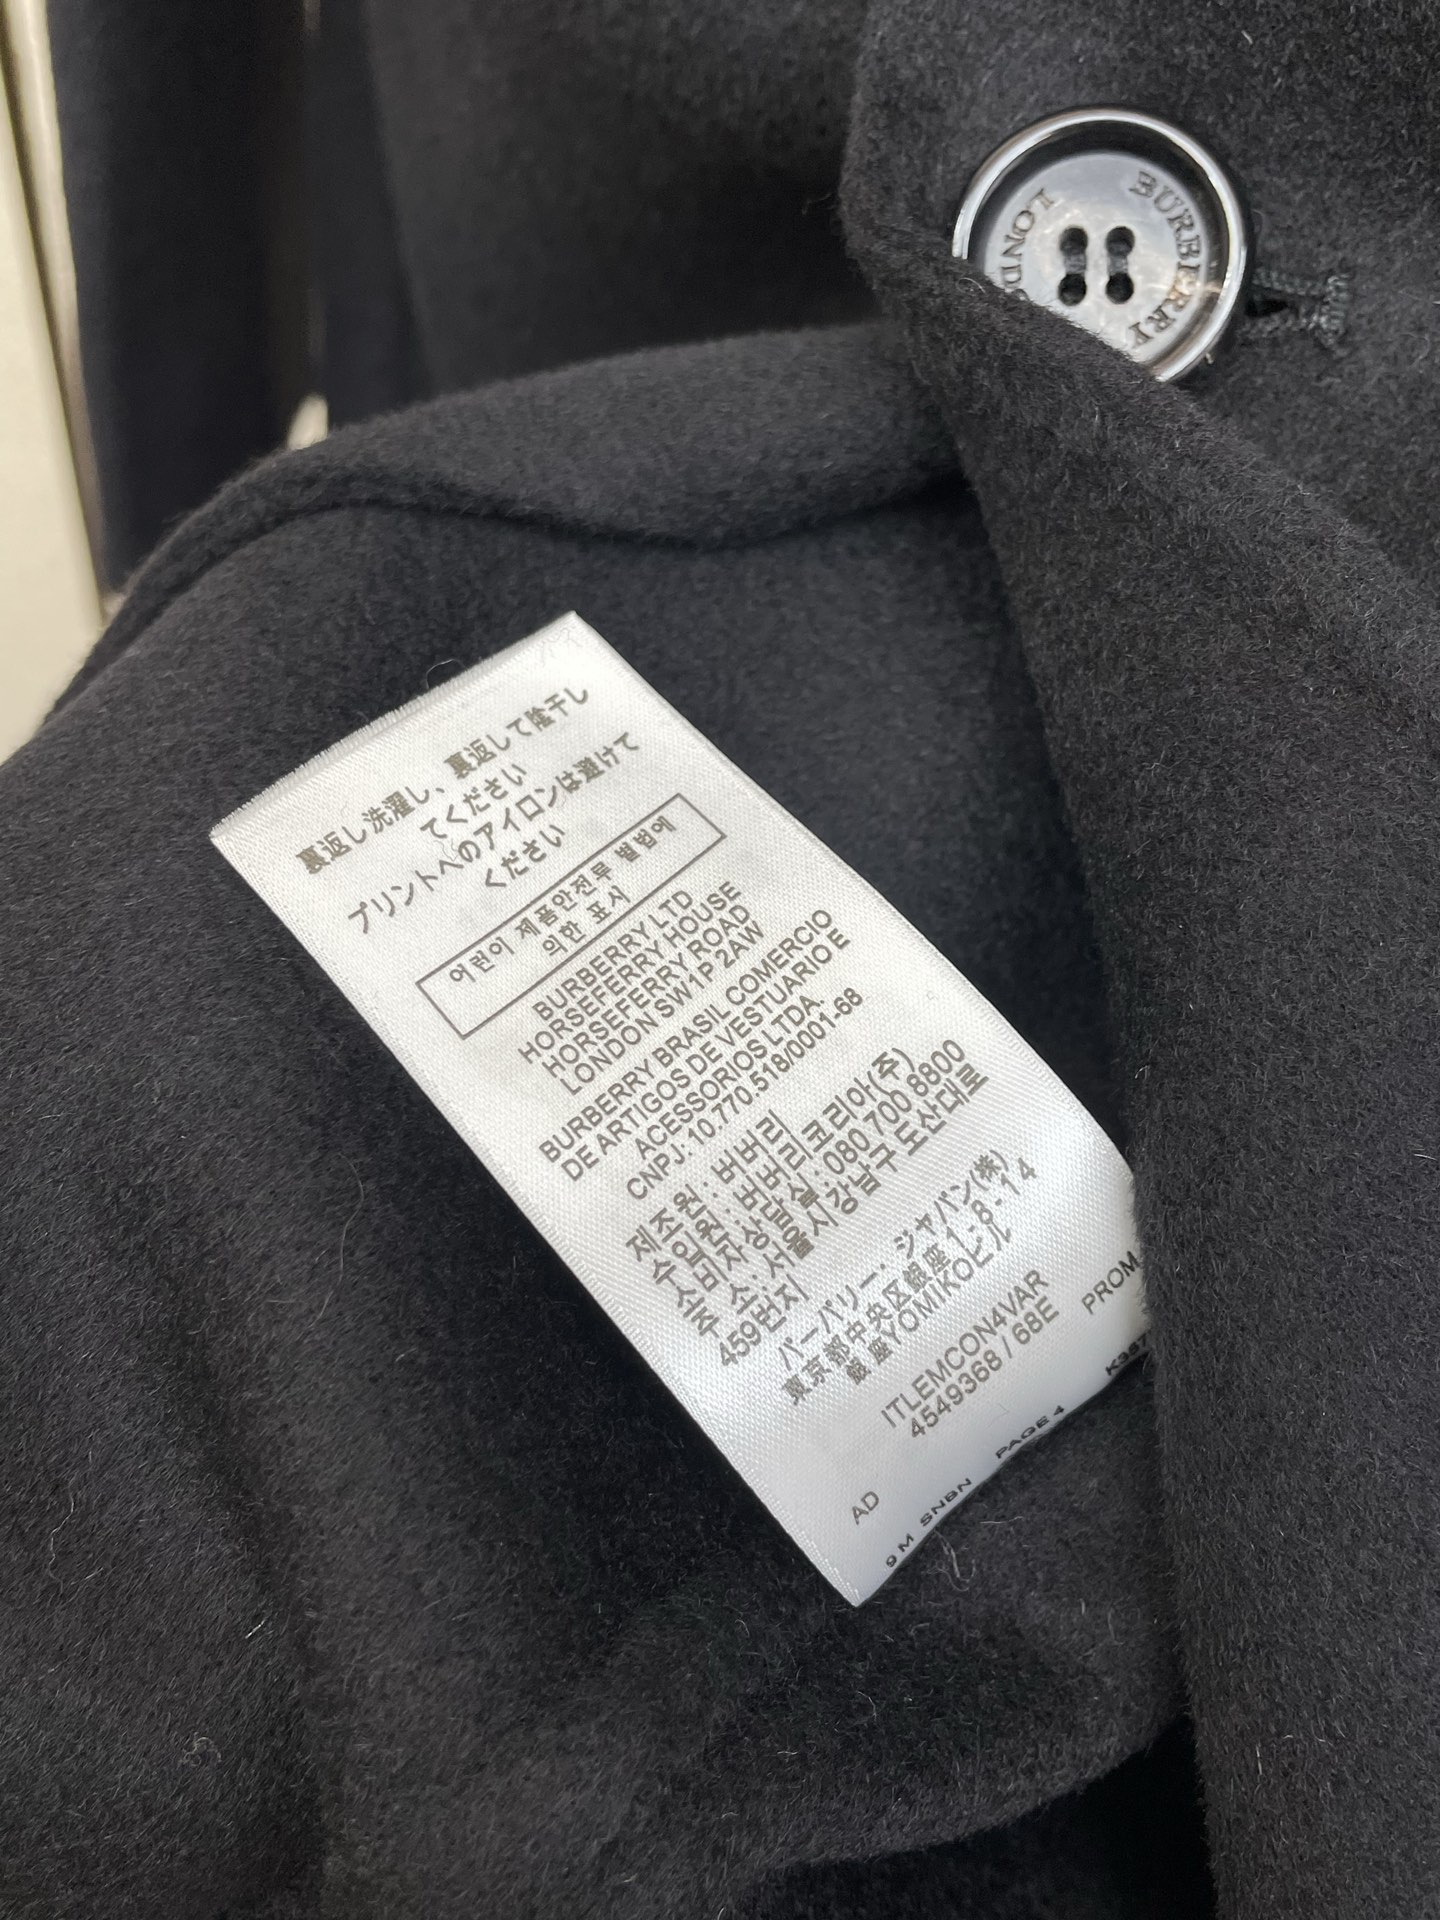 BURBERRY
LONDON
裏返し洗濯し、裏返して陰干し
てください
プリントへのアイロンは避けて
ください
어린이 제품안전류 별법에
의한 표시
BURBERRY LTD
HORSEFERRY HOUSE
HORSEFERRY ROAD
LONDON SW1P 2AW
BURBERRY BRASIL COMERCIO
DE ARTIGOS DE VESTUARIO E
ACESSORIOS LTDA.
CNPJ: 10.770.518/0001-68
제조원 : 버버리
수입원 : 버버리코리아(주)
소비자상담실 : 080 700 8800
주 소 : 서울시 강남구 도산대로
459번지
バーバリー・ジャパン(株)
東京都中央区銀座1-8-14
銀座YOMIKOビル
ITLEMCON4VAR
4549368 / 68E
AD PROM
9 M SNBN PAGE 4